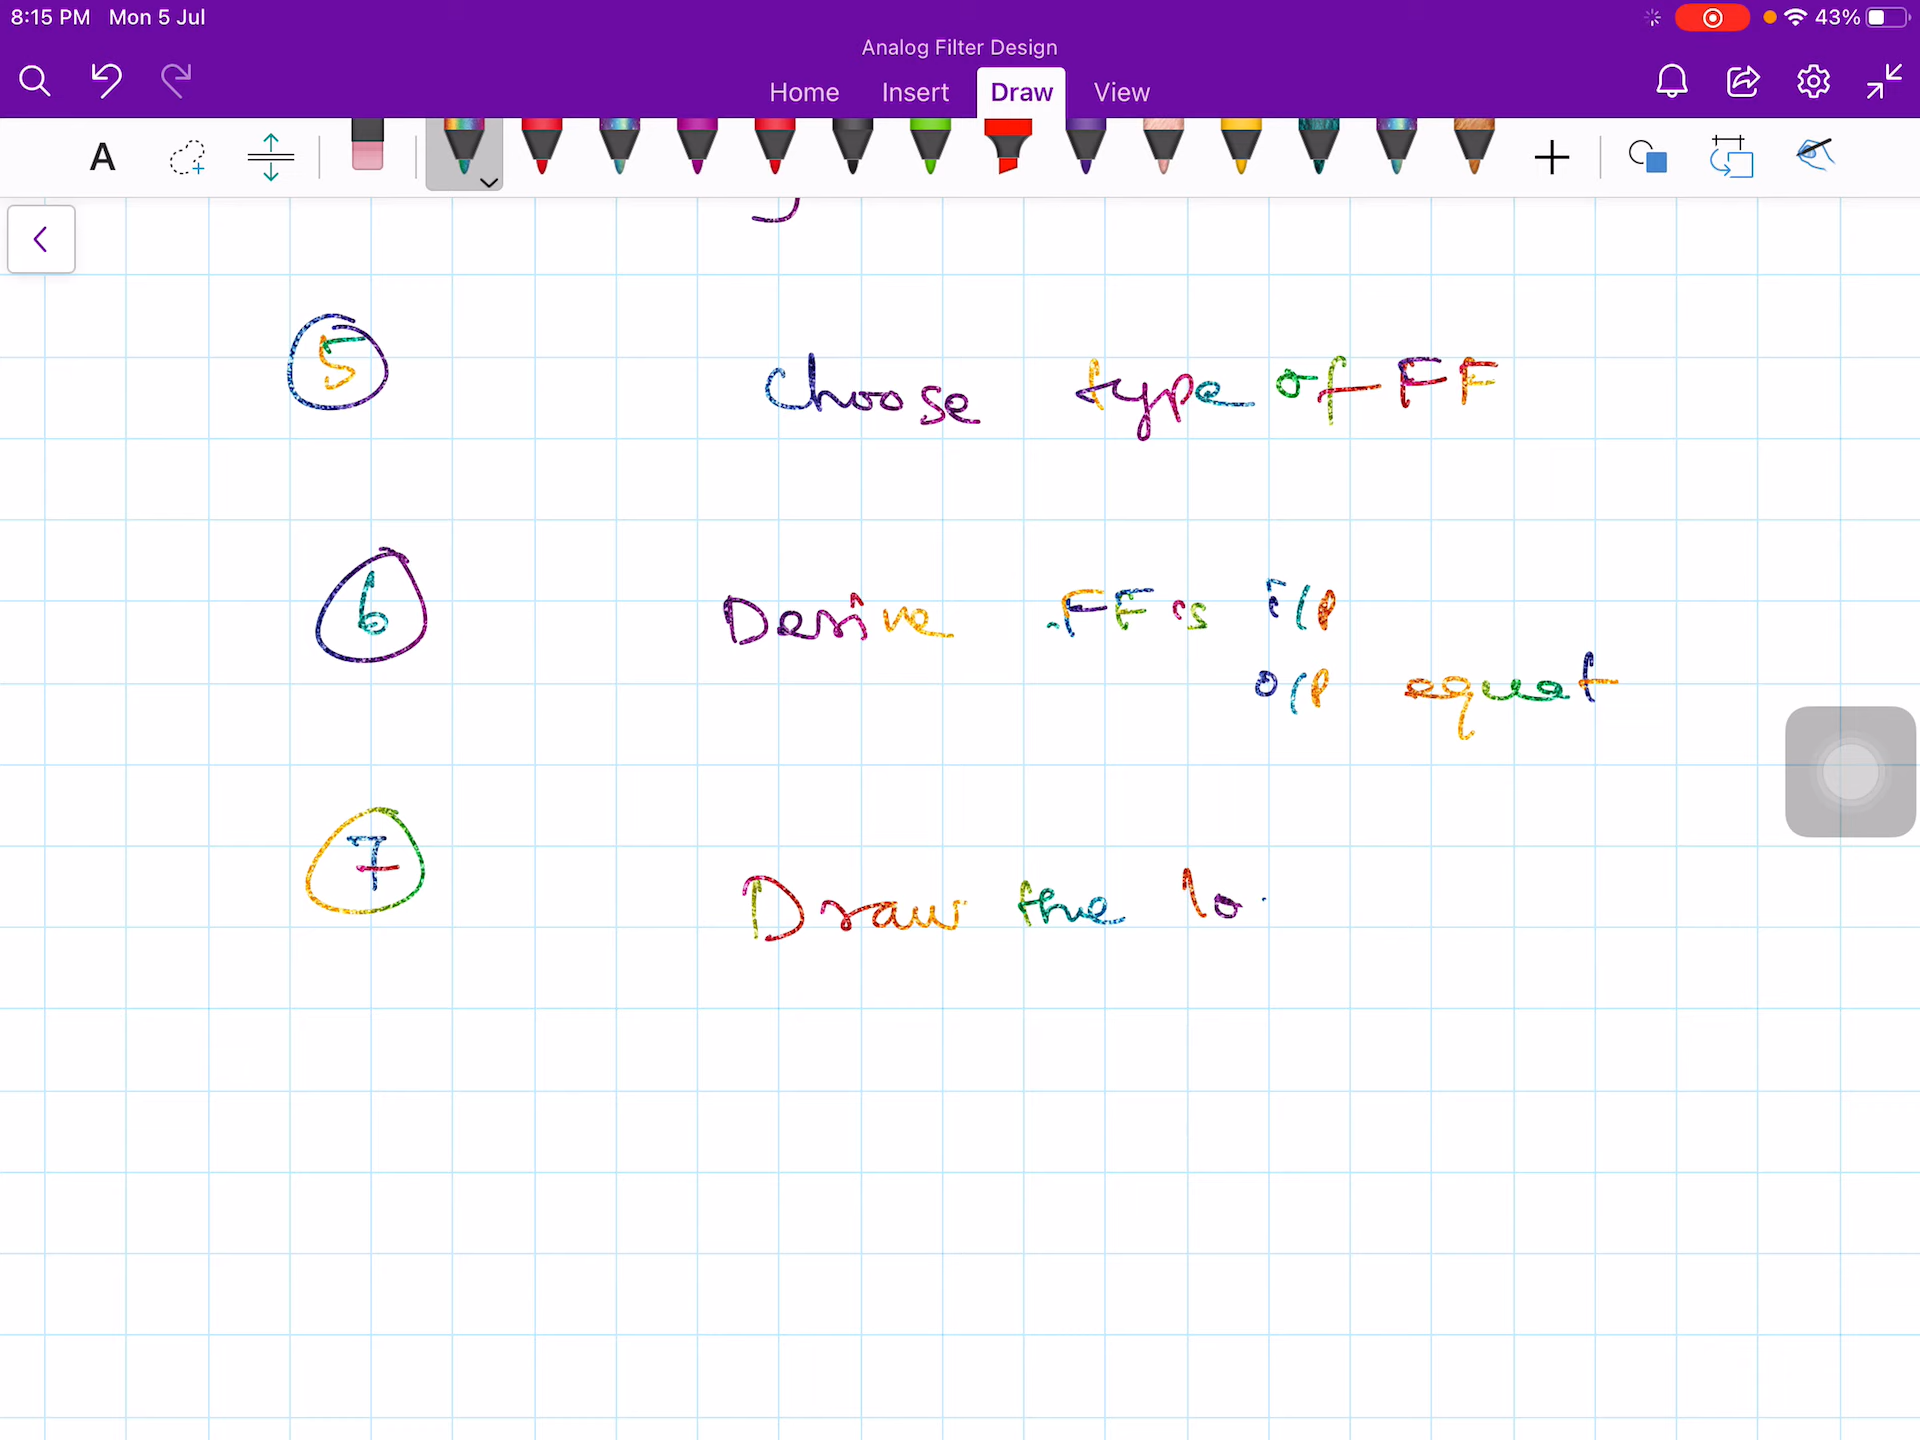 8:15 PM Mon 5 Jul
43%
Analog Filter Design
Home Insert Draw View
A
5 Choose type of FF
6 Derive FFis i/p
o/p equat
7 Draw the lo